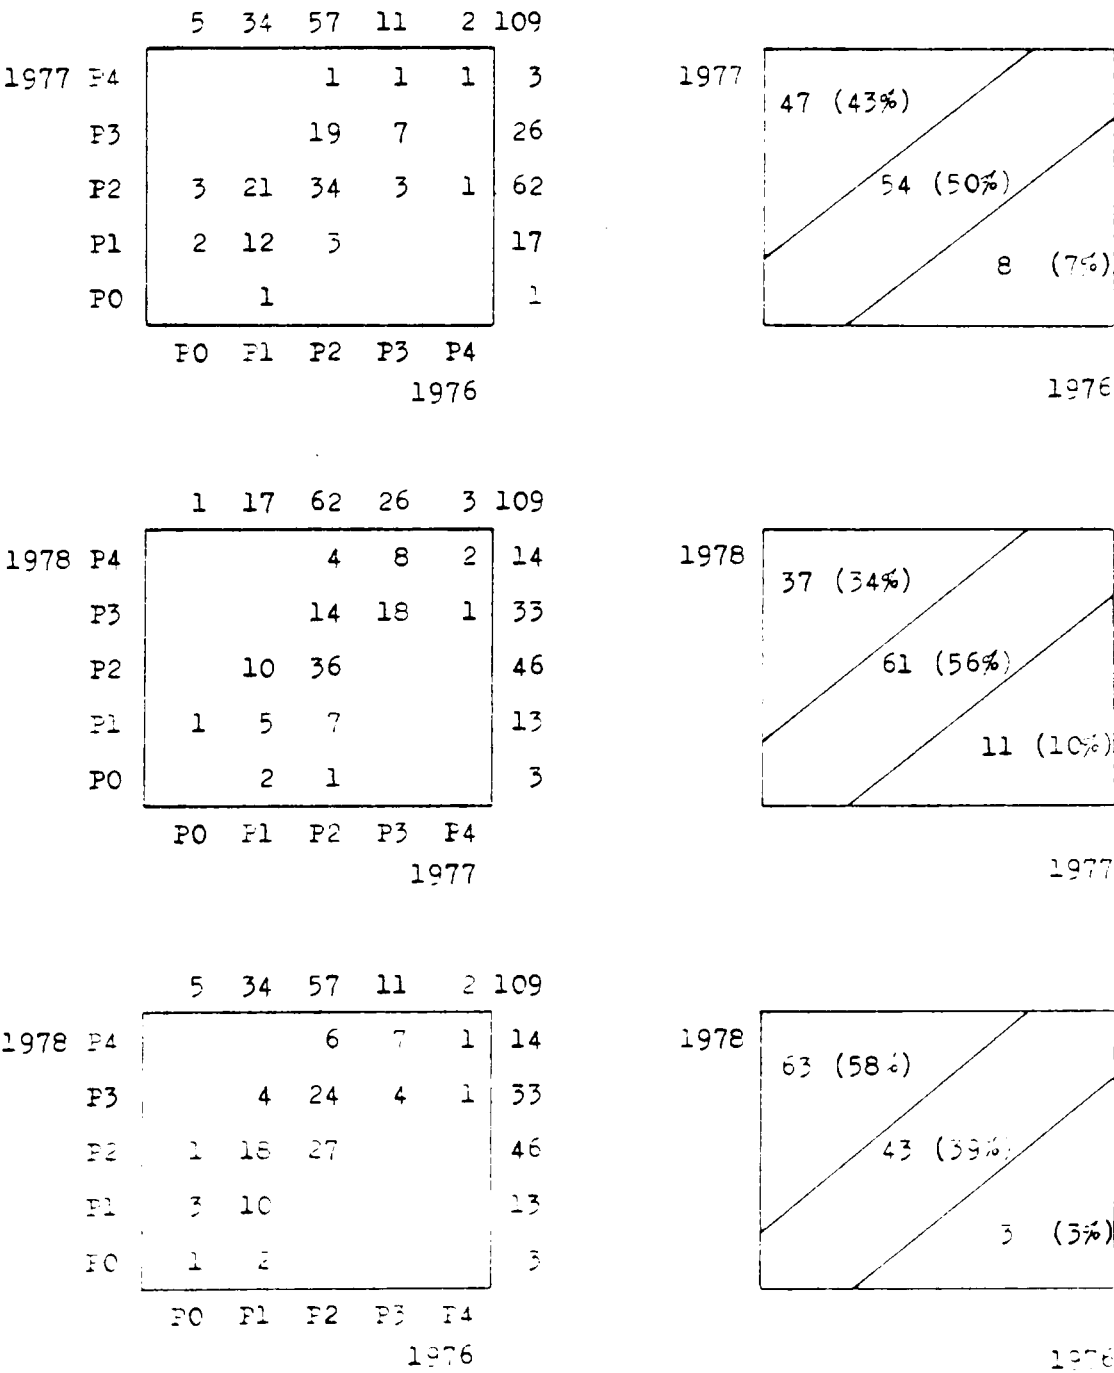 5 34 57 11 2 109
1977 P4 1 1 1 3 1977
47 (43%)
P3 19 7 26
P2 3 21 34 3 1 62 54 (50%)
P1 2 12 3 17
8 (7%)
P0 1 1
P0 P1 P2 P3 P4
1976 1976
1 17 62 26 3 109
1978 P4 4 8 2 14 1978
37 (34%)
P3 14 18 1 33
P2 10 36 46 61 (56%)
P1 1 5 7 13
11 (10%)
P0 2 1 3
P0 P1 P2 P3 P4
1977 1977
5 34 57 11 2 109
1978 P4 6 7 1 14 1978
63 (58%)
P3 4 24 4 1 33
P2 1 18 27 46 43 (39%)
P1 3 10 13
3 (3%)
P0 1 2 3
P0 P1 P2 P3 P4
1976 1976